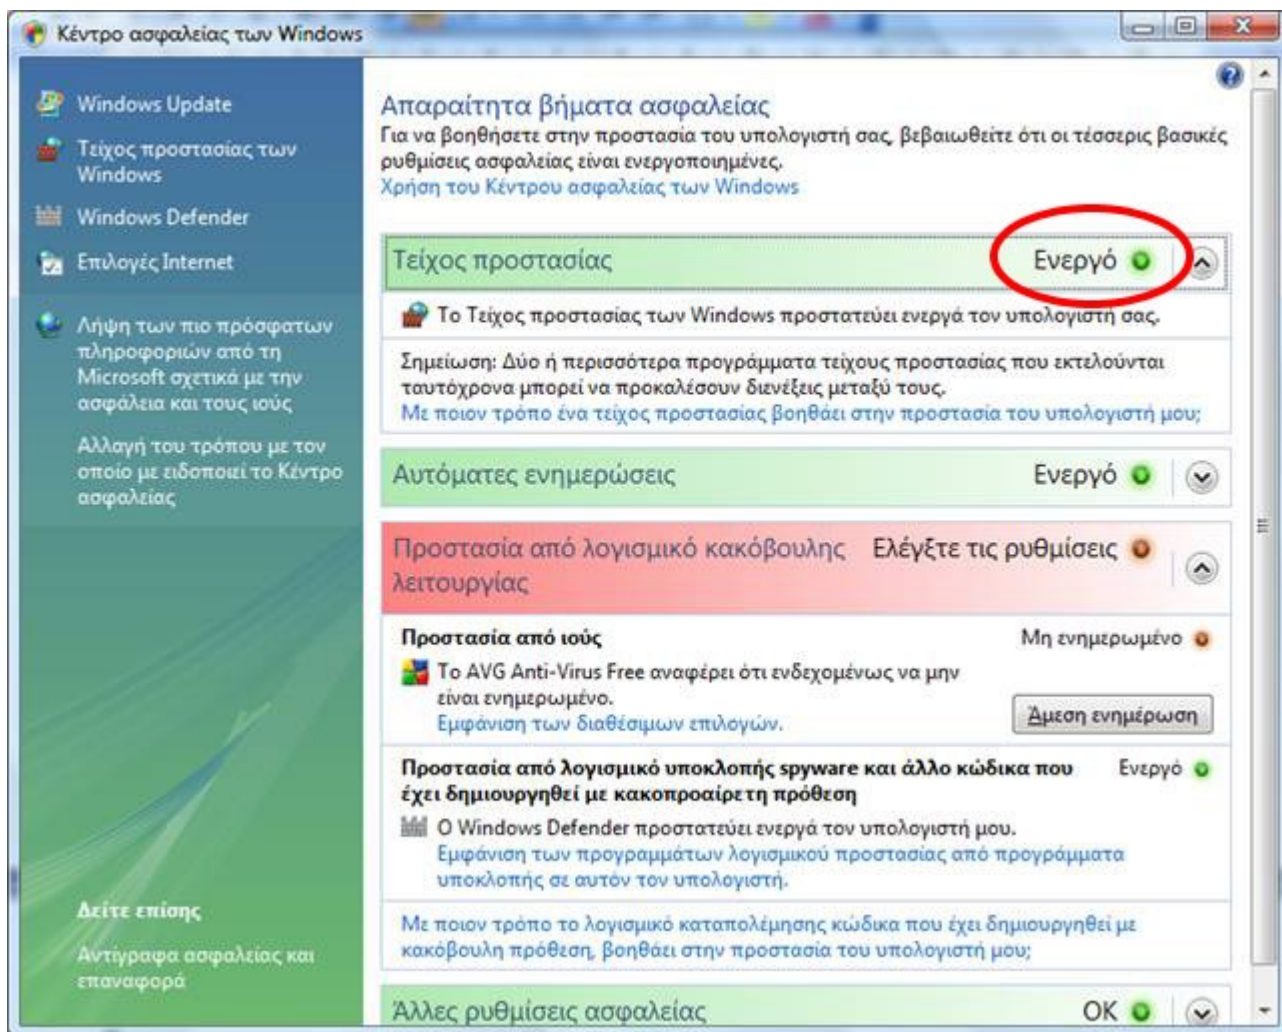 Κέντρο ασφαλείας των Windows
Windows Update
Τείχος προστασίας των
Windows
Windows Defender
Επιλογές Internet
Λήψη των πιο πρόσφατων
πληροφοριών από τη
Microsoft σχετικά με την
ασφάλεια και τους ιούς
Αλλαγή του τρόπου με τον
οποίο με ειδοποιεί το Κέντρο
ασφαλείας
Δείτε επίσης
Αντίγραφα ασφαλείας και
επαναφορά
Απαραίτητα βήματα ασφαλείας
Για να βοηθήσετε στην προστασία του υπολογιστή σας, βεβαιωθείτε ότι οι τέσσερις βασικές
ρυθμίσεις ασφαλείας είναι ενεργοποιημένες.
Χρήση του Κέντρου ασφαλείας των Windows
Τείχος προστασίας Ενεργό
Το Τείχος προστασίας των Windows προστατεύει ενεργά τον υπολογιστή σας.
Σημείωση: Δύο ή περισσότερα προγράμματα τείχους προστασίας που εκτελούνται
ταυτόχρονα μπορεί να προκαλέσουν διενέξεις μεταξύ τους.
Με ποιον τρόπο ένα τείχος προστασίας βοηθάει στην προστασία του υπολογιστή μου;
Αυτόματες ενημερώσεις Ενεργό
Προστασία από λογισμικό κακόβουλης Ελέγξτε τις ρυθμίσεις
λειτουργίας
Προστασία από ιούς Μη ενημερωμένο
Το AVG Anti-Virus Free αναφέρει ότι ενδεχομένως να μην
είναι ενημερωμένο.
Εμφάνιση των διαθέσιμων επιλογών. Άμεση ενημέρωση
Προστασία από λογισμικό υποκλοπής spyware και άλλο κώδικα που Ενεργό
έχει δημιουργηθεί με κακοπροαίρετη πρόθεση
Ο Windows Defender προστατεύει ενεργά τον υπολογιστή μου.
Εμφάνιση των προγραμμάτων λογισμικού προστασίας από προγράμματα
υποκλοπής σε αυτόν τον υπολογιστή.
Με ποιον τρόπο το λογισμικό καταπολέμησης κώδικα που έχει δημιουργηθεί με
κακόβουλη πρόθεση, βοηθάει στην προστασία του υπολογιστή μου;
Άλλες ρυθμίσεις ασφαλείας OK